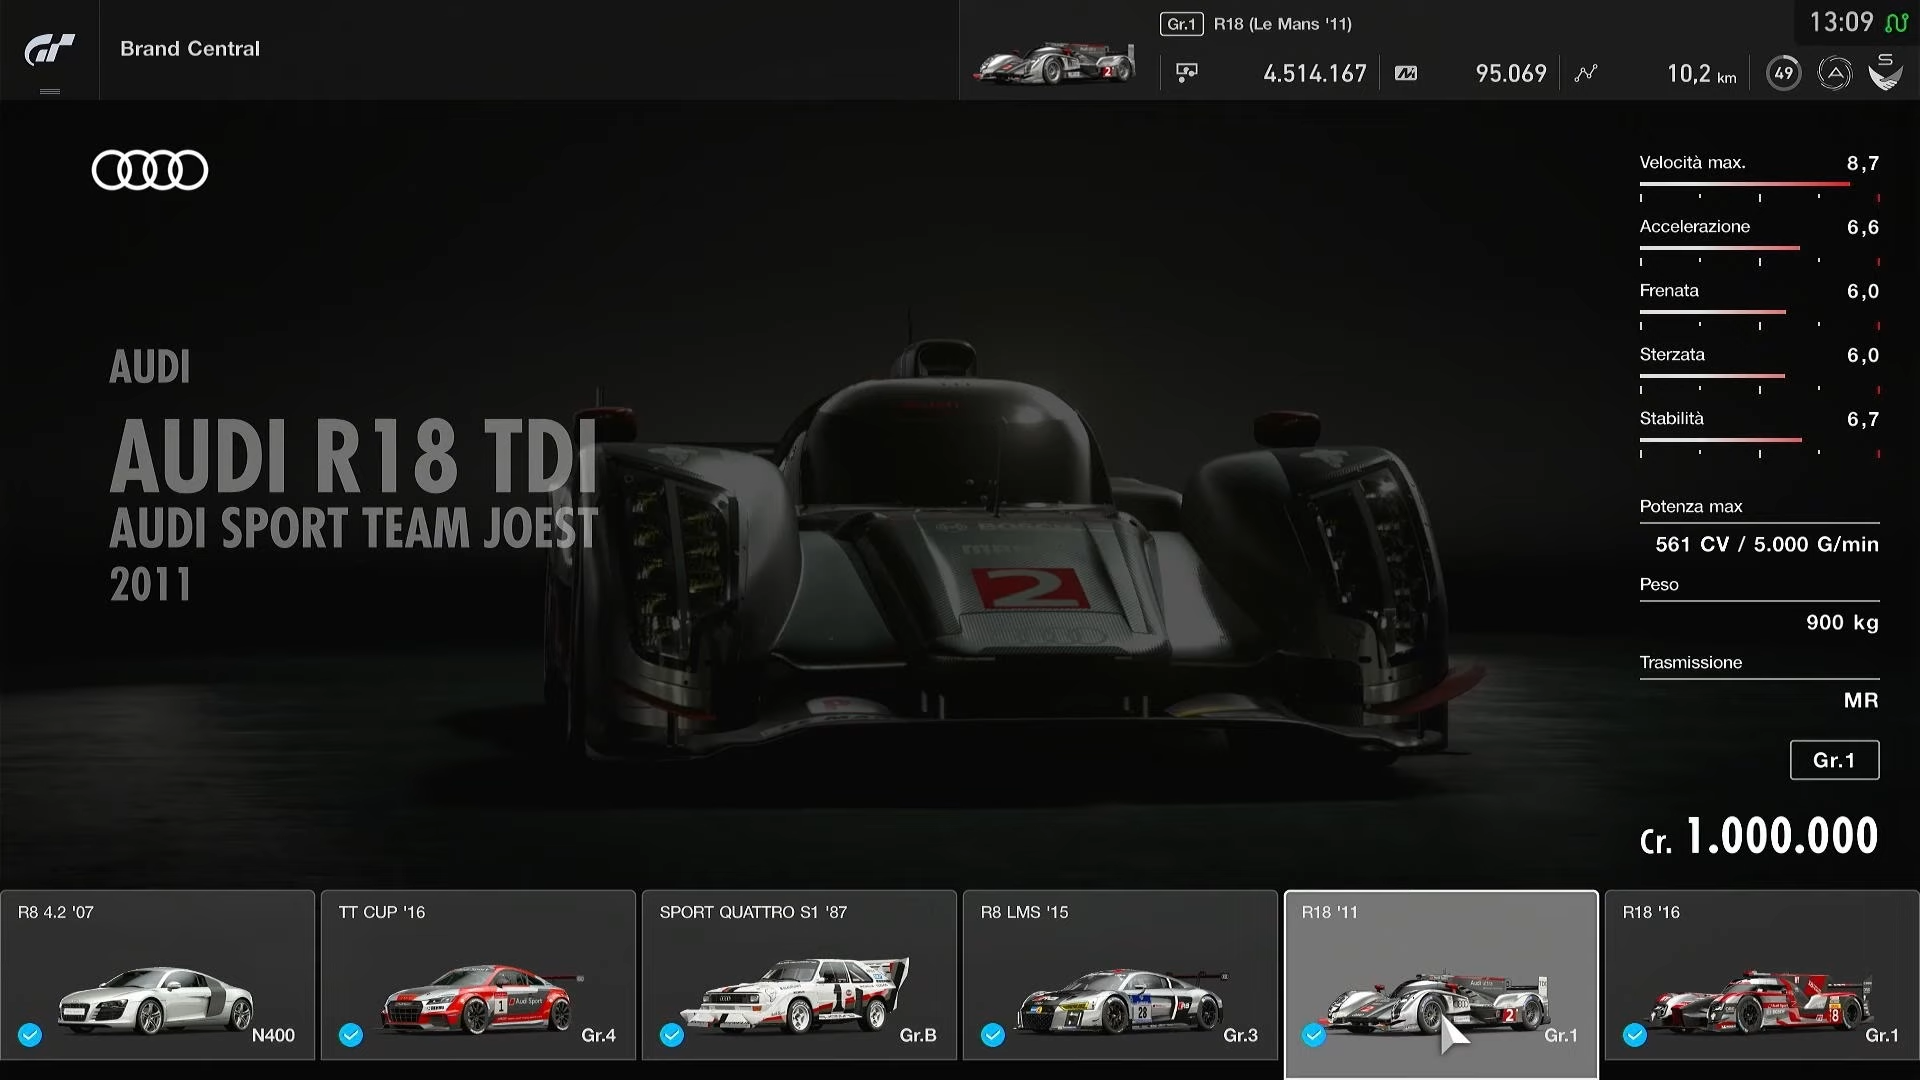 Brand Central
Gr.1 R18 (Le Mans '11)
13:09
4.514.167
95.069
10,2 km
49
S
Velocità max. 8,7
Accelerazione 6,6
Frenata 6,0
Sterzata 6,0
Stabilità 6,7
AUDI
AUDI R18 TDI
AUDI SPORT TEAM JOEST
2011
2
Potenza max
561 CV / 5.000 G/min
Peso
900 kg
Trasmissione
MR
Gr.1
Cr. 1.000.000
R8 4.2 '07
N400
TT CUP '16
Gr.4
SPORT QUATTRO S1 '87
Gr.B
R8 LMS '15
Gr.3
R18 '11
Gr.1
R18 '16
Gr.1